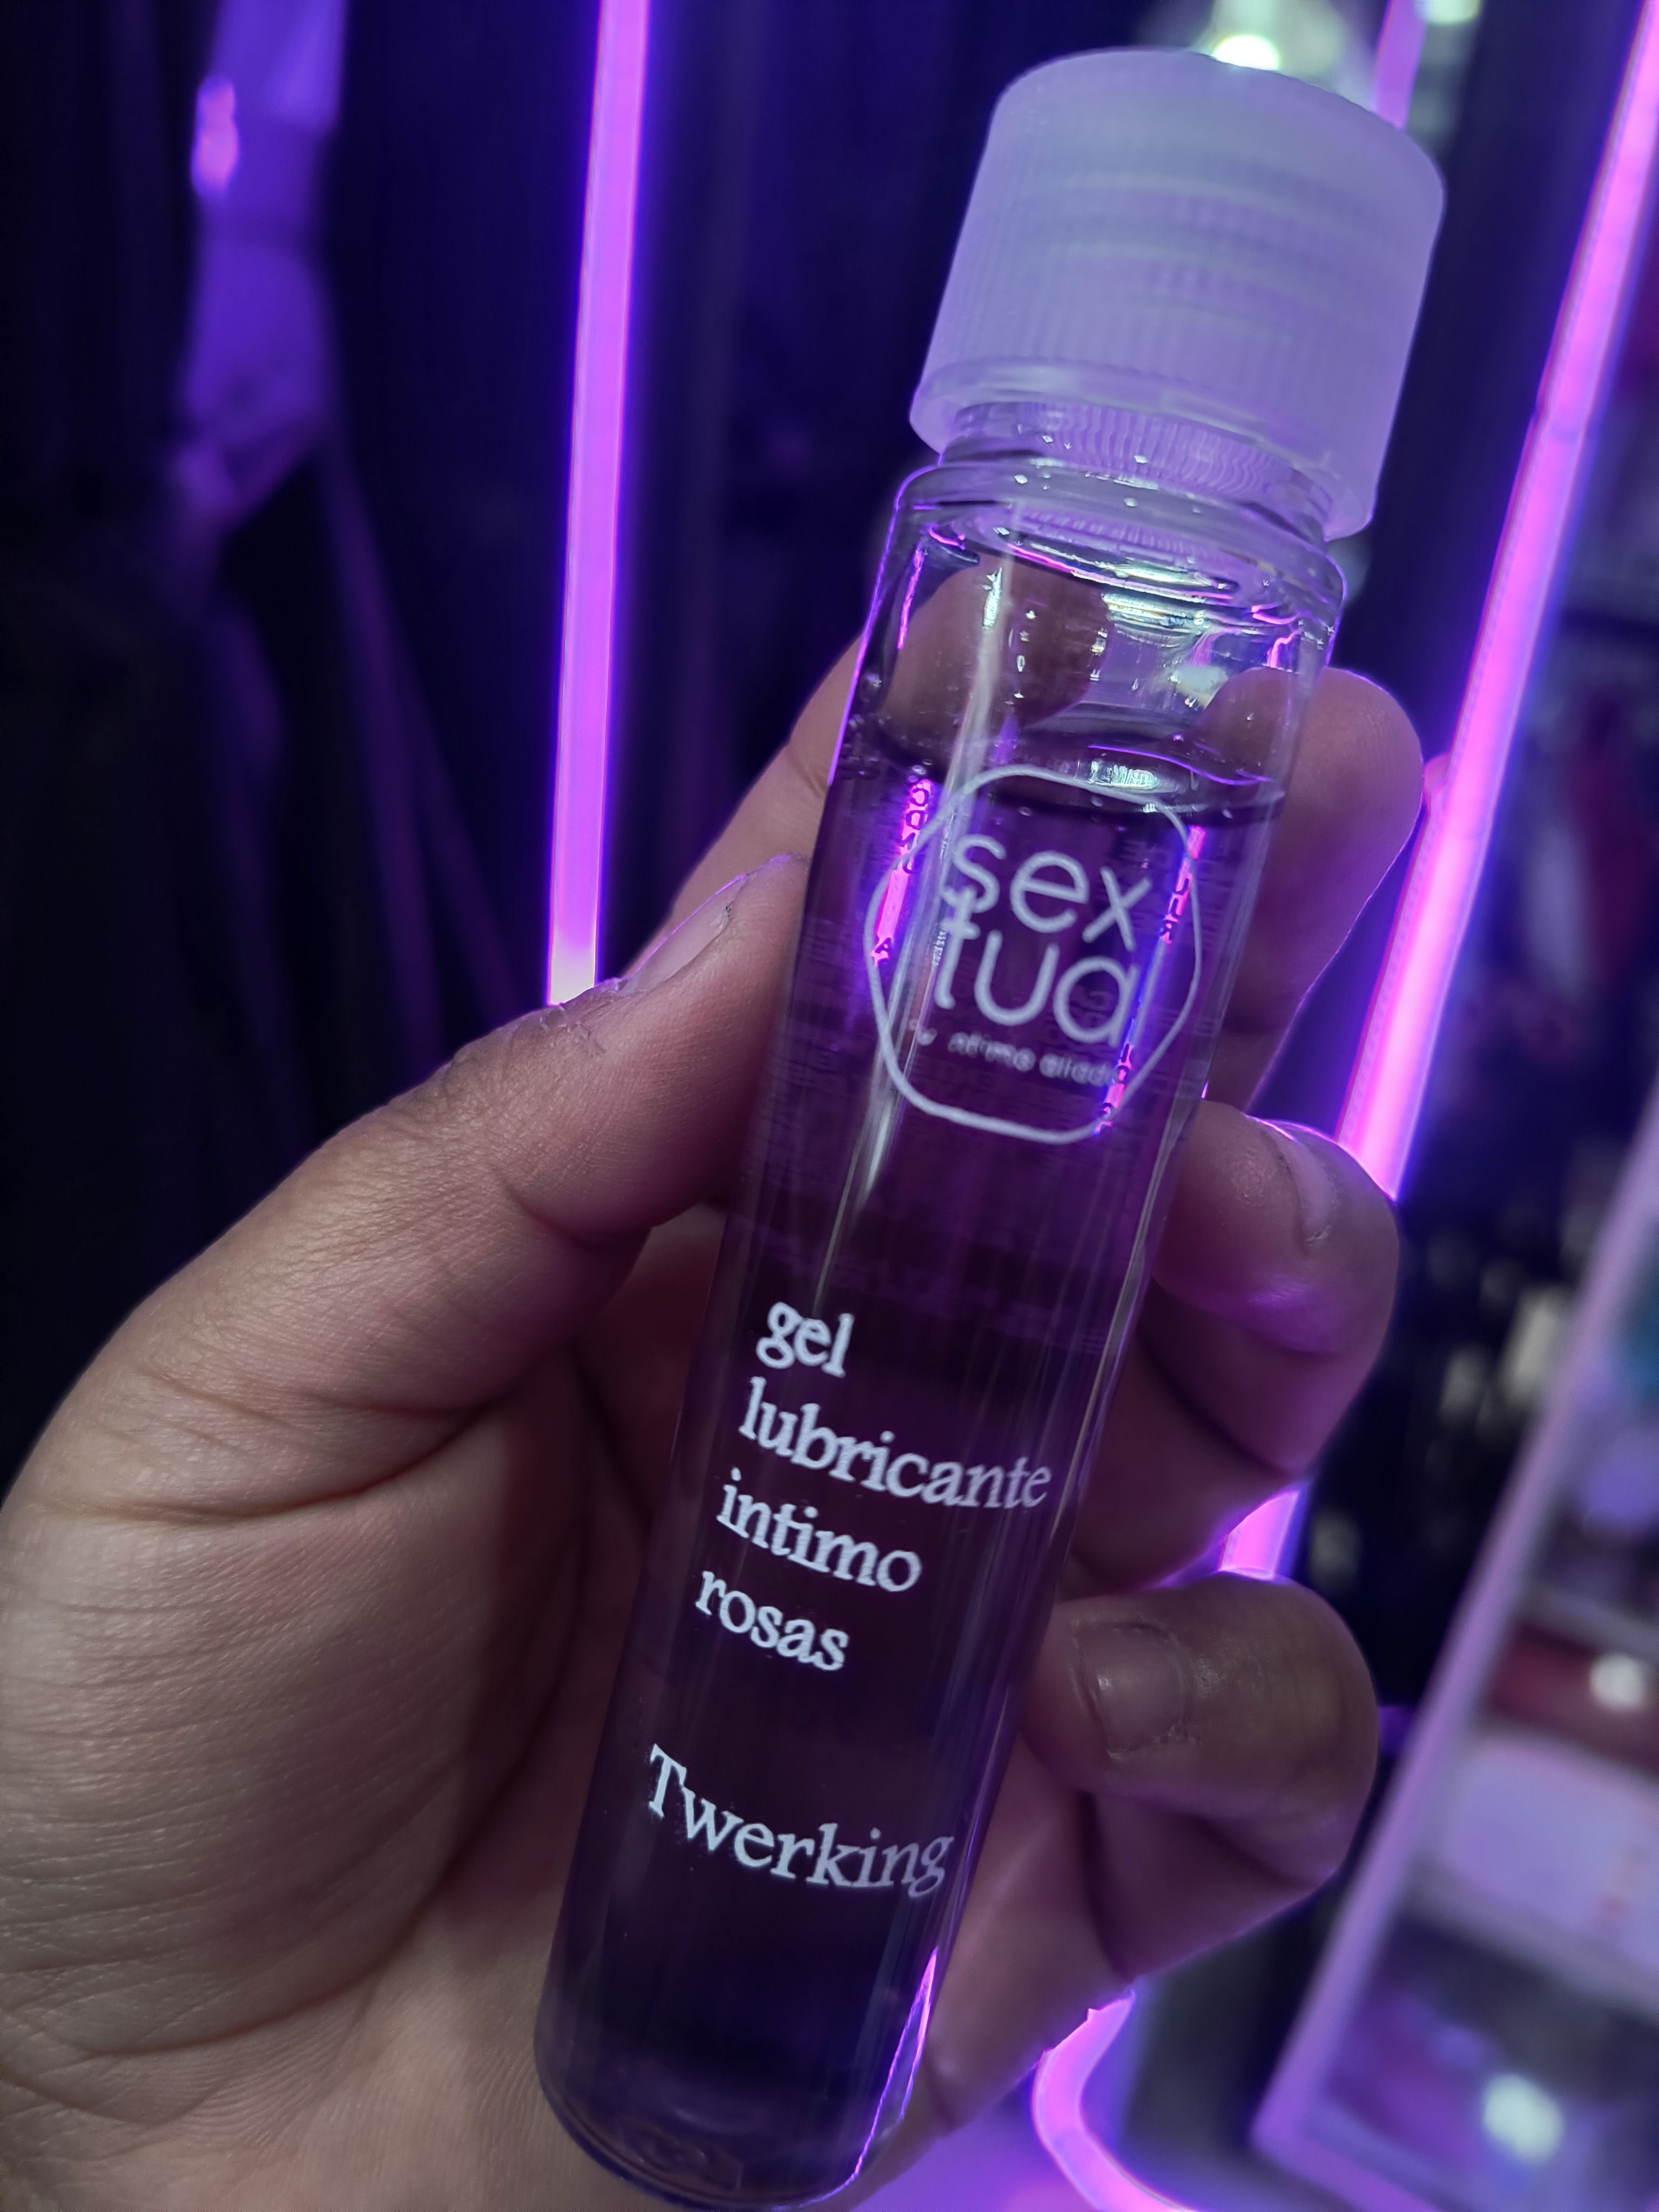 sex
tua
gel
lubricante
intimo
rosas
Twerking